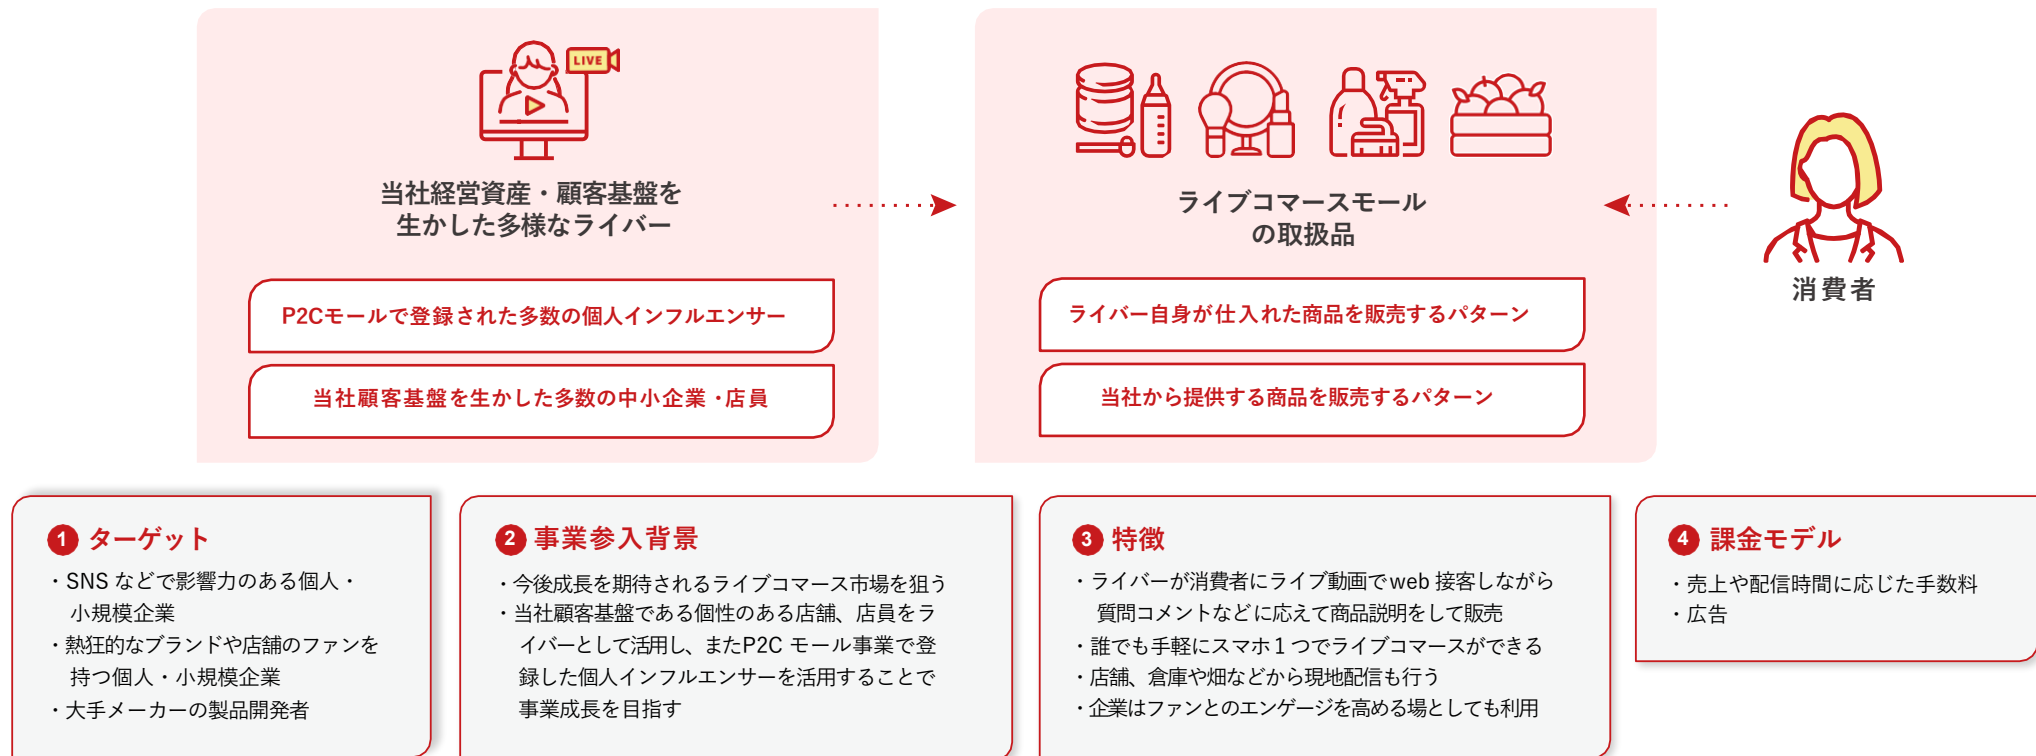 LIVE
当社経営資産・顧客基盤を
生かした多様なライバー
P2Cモールで登録された多数の個人インフルエンサー
当社顧客基盤を生かした多数の中小企業・店員
ライブコマースモール
の取扱品
ライバー自身が仕入れた商品を販売するパターン
当社から提供する商品を販売するパターン
消費者
1 ターゲット
・SNS などで影響力のある個人・
小規模企業
・熱狂的なブランドや店舗のファンを
持つ個人・小規模企業
・大手メーカーの製品開発者
2 事業参入背景
・今後成長を期待されるライブコマース市場を狙う
・当社顧客基盤である個性のある店舗、店員をラ
イバーとして活用し、またP2C モール事業で登
録した個人インフルエンサーを活用することで
事業成長を目指す
3 特徴
・ライバーが消費者にライブ動画でweb 接客しながら
質問コメントなどに応えて商品説明をして販売
・誰でも手軽にスマホ1つでライブコマースができる
・店舗、倉庫や畑などから現地配信も行う
・企業はファンとのエンゲージを高める場としても利用
4 課金モデル
・売上や配信時間に応じた手数料
・広告